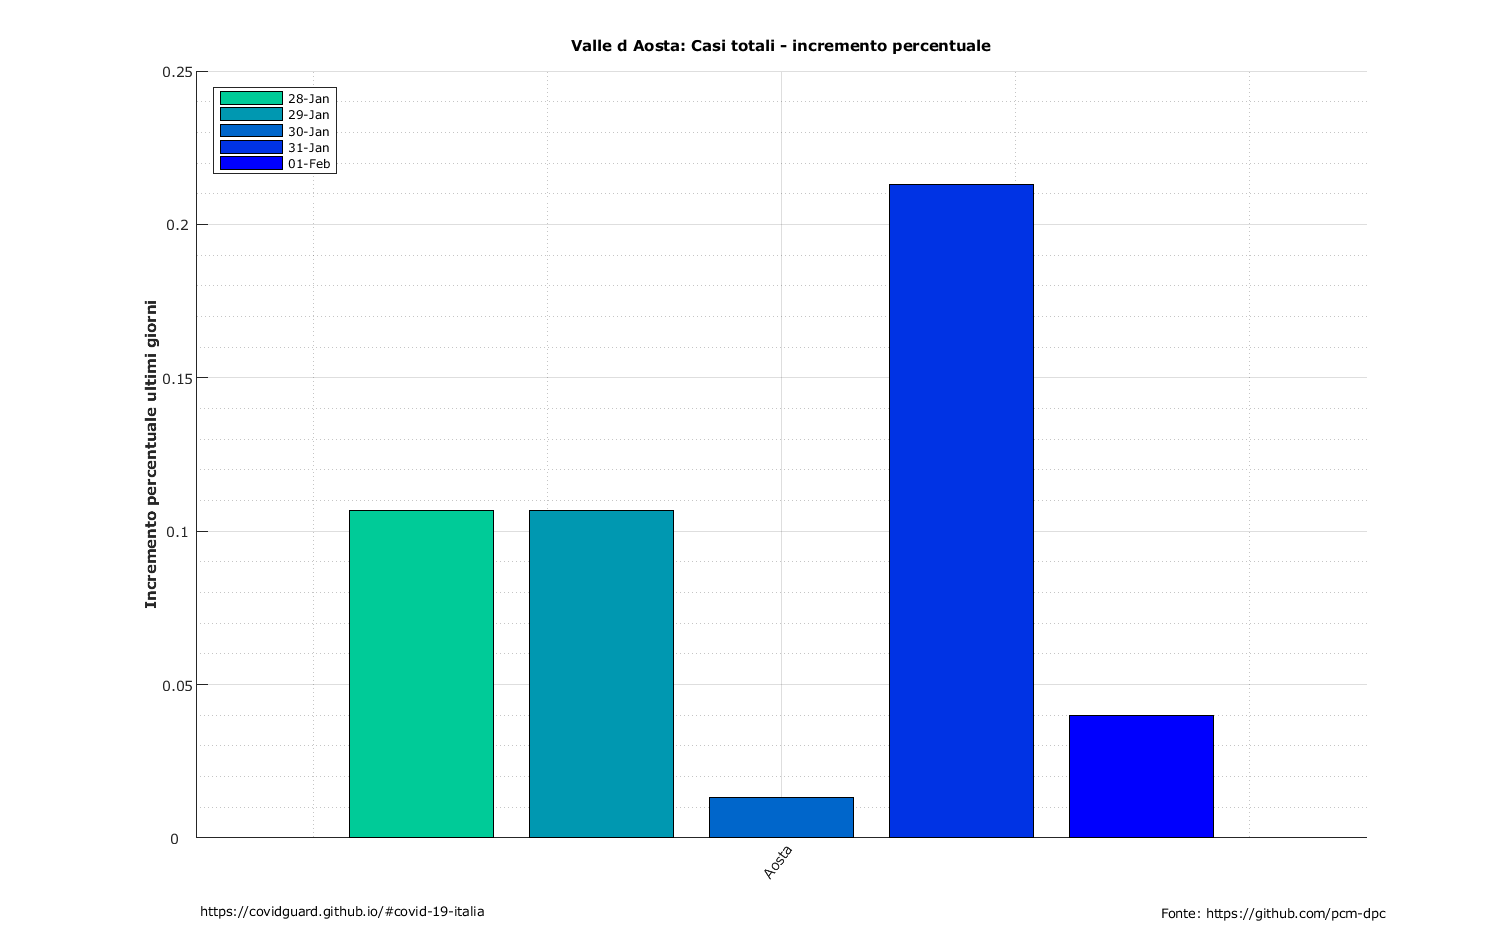 Valle d Aosta: Casi totali - incremento percentuale
0.25
28-Jan
29-Jan
30-Jan
31-Jan
01-Feb
0.2
0.15
0.1
0.05
0
Incremento percentuale ultimi giorni
Aosta
https://covidguard.github.io/#covid-19-italia
Fonte: https://github.com/pcm-dpc